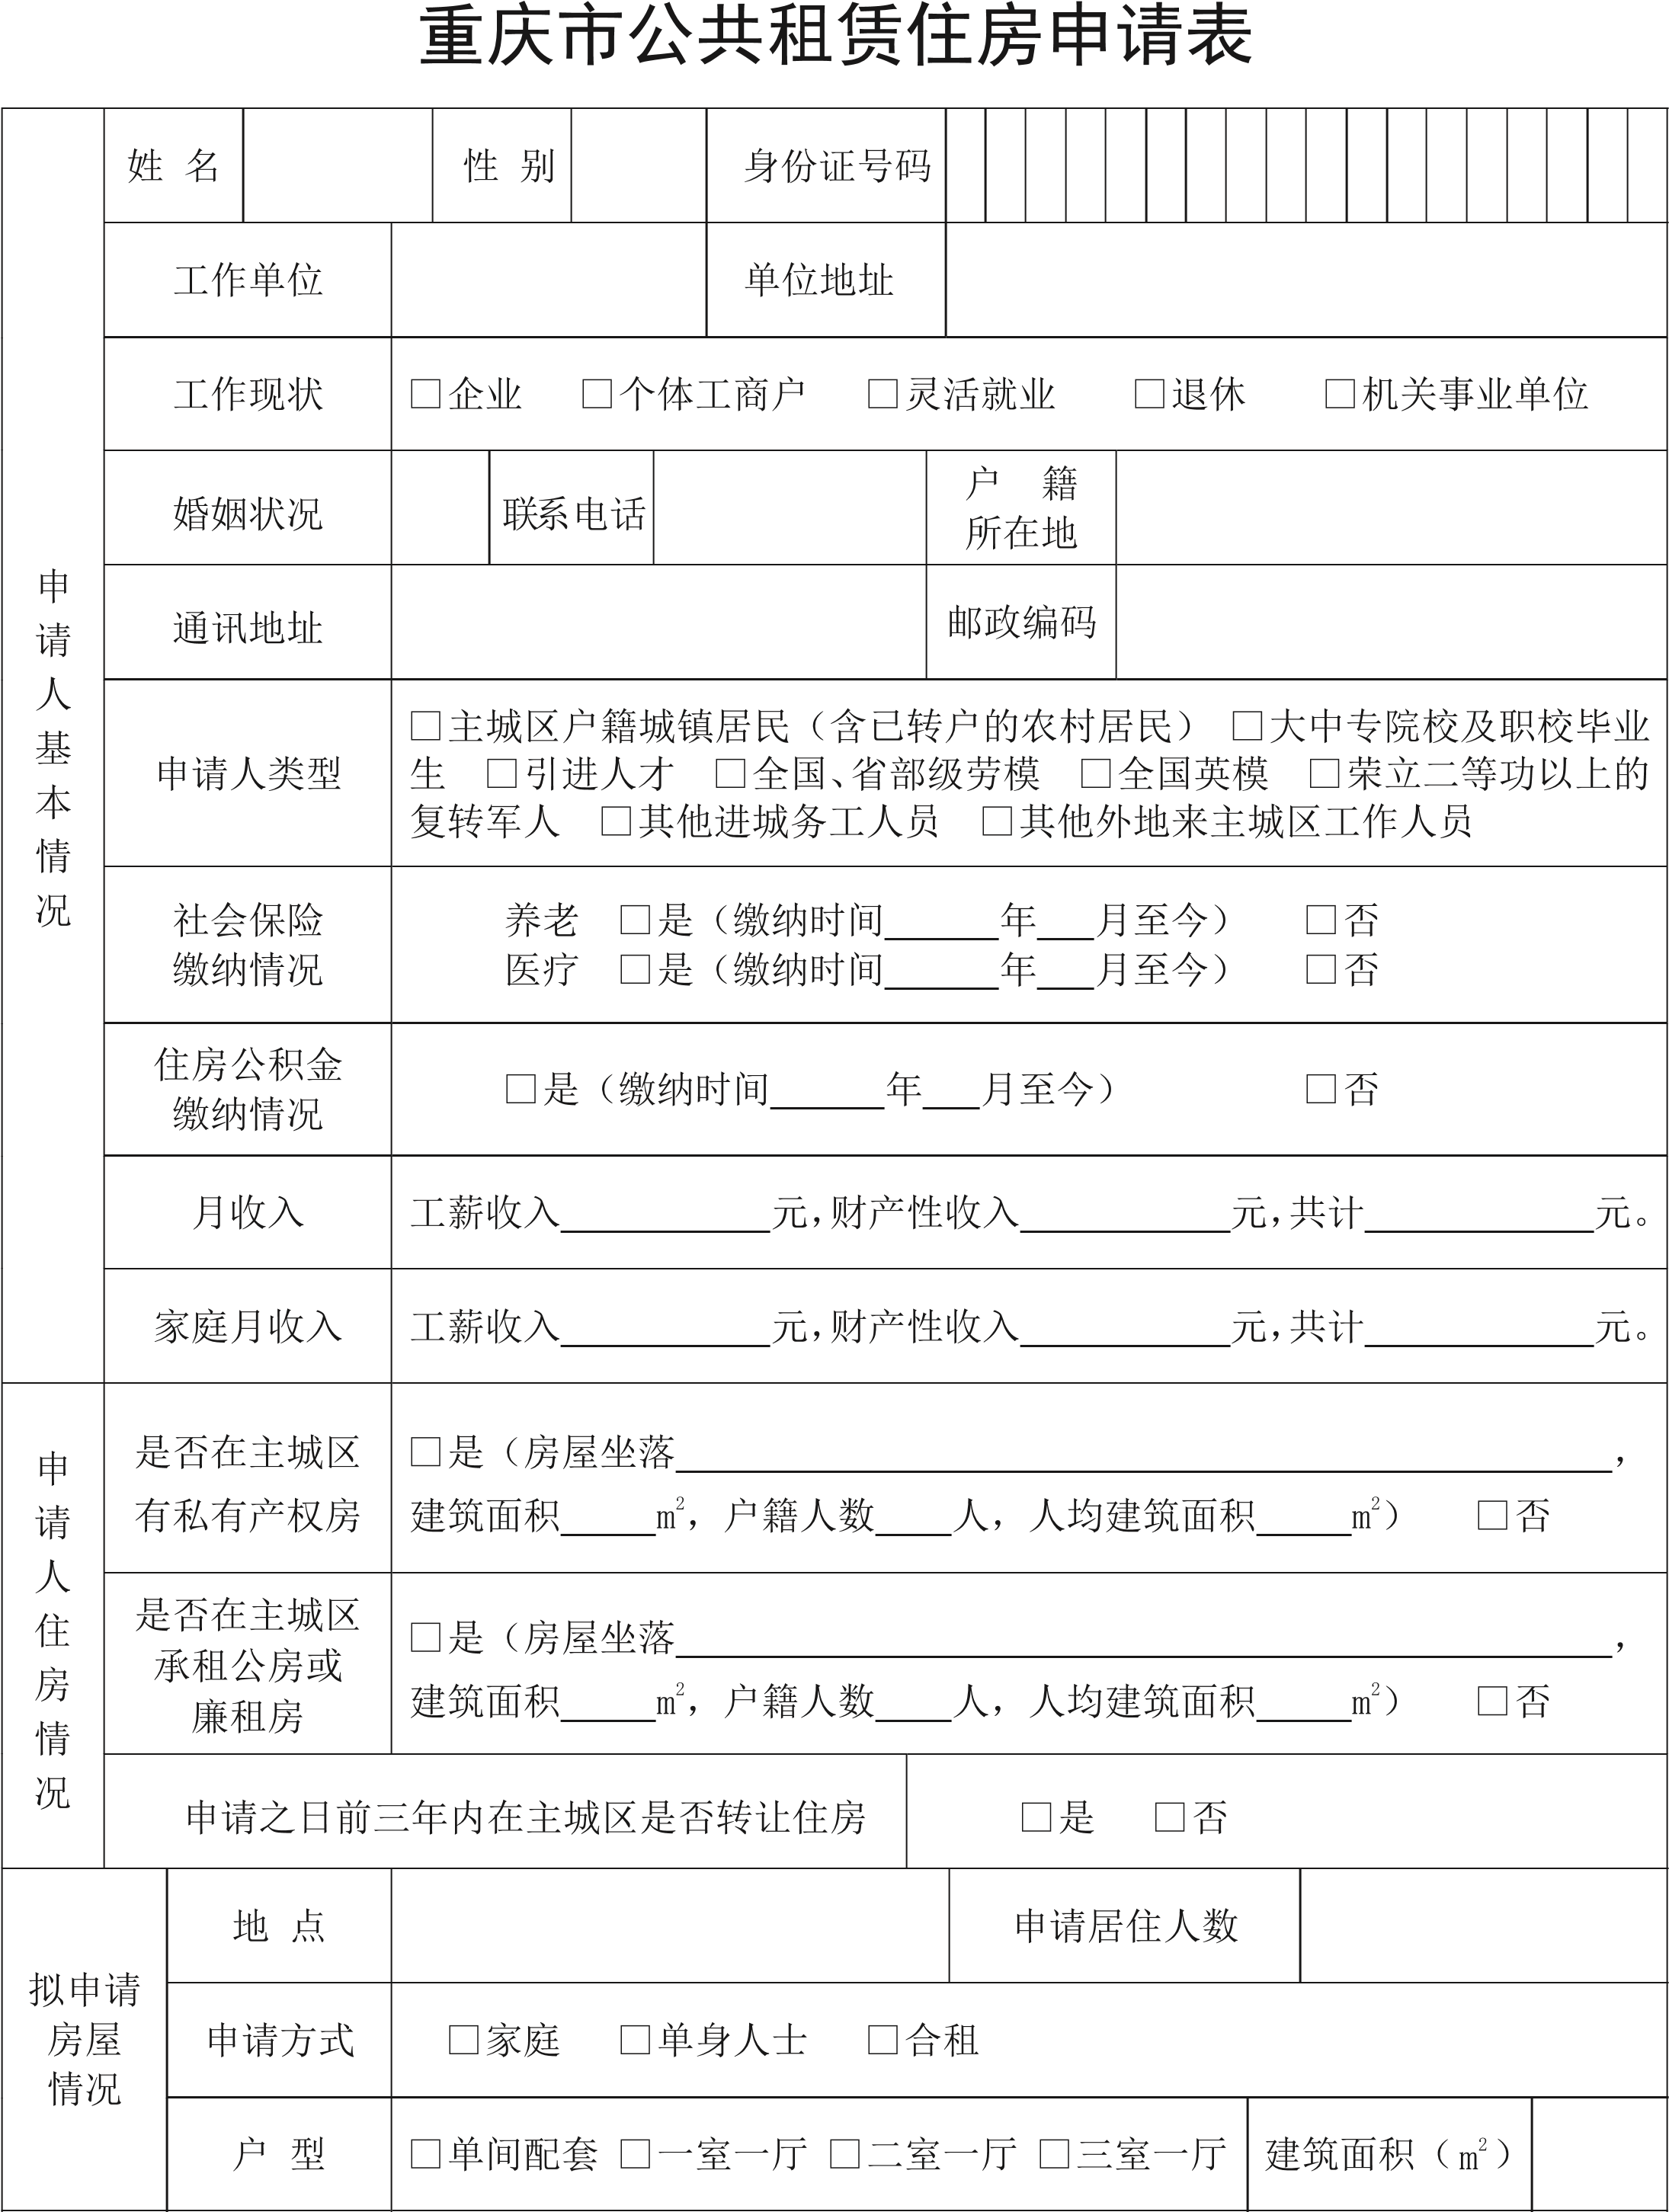 重庆市公共租赁住房申请表
申请人基本情况
姓 名
性 别
身份证号码
工作单位
单位地址
工作现状
□企业 □个体工商户 □灵活就业 □退休 □机关事业单位
婚姻状况
联系电话
户 籍
所在地
通讯地址
邮政编码
申请人类型
□主城区户籍城镇居民（含已转户的农村居民） □大中专院校及职校毕业
生 □引进人才 □全国、省部级劳模 □全国英模 □荣立二等功以上的
复转军人 □其他进城务工人员 □其他外地来主城区工作人员
社会保险
缴纳情况
养老 □是（缴纳时间______年___月至今） □否
医疗 □是（缴纳时间______年___月至今） □否
住房公积金
缴纳情况
□是（缴纳时间______年___月至今） □否
月收入
工薪收入___________元，财产性收入___________元，共计____________元。
家庭月收入
工薪收入___________元，财产性收入___________元，共计____________元。
申请人住房情况
是否在主城区
有私有产权房
□是（房屋坐落_________________________________________________，
建筑面积_____m²，户籍人数____人，人均建筑面积_____m²） □否
是否在主城区
承租公房或
廉租房
□是（房屋坐落_________________________________________________，
建筑面积_____m²，户籍人数____人，人均建筑面积_____m²） □否
申请之日前三年内在主城区是否转让住房
□是 □否
拟申请
房屋
情况
地 点
申请居住人数
申请方式
□家庭 □单身人士 □合租
户 型
□单间配套 □一室一厅 □二室一厅 □三室一厅
建筑面积（m²）